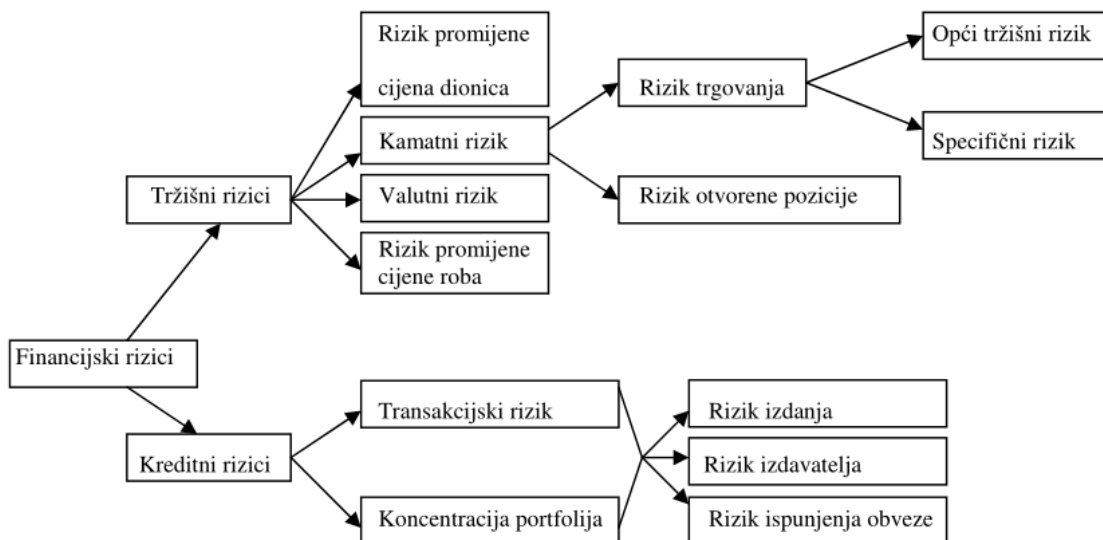 Rizik promijene
cijena dionica
Opći tržišni rizik
Rizik trgovanja
Kamatni rizik
Specifični rizik
Tržišni rizici
Valutni rizik
Rizik otvorene pozicije
Rizik promijene
cijene roba
Financijski rizici
Transakcijski rizik
Rizik izdanja
Kreditni rizici
Rizik izdavatelja
Koncentracija portfolija
Rizik ispunjenja obveze